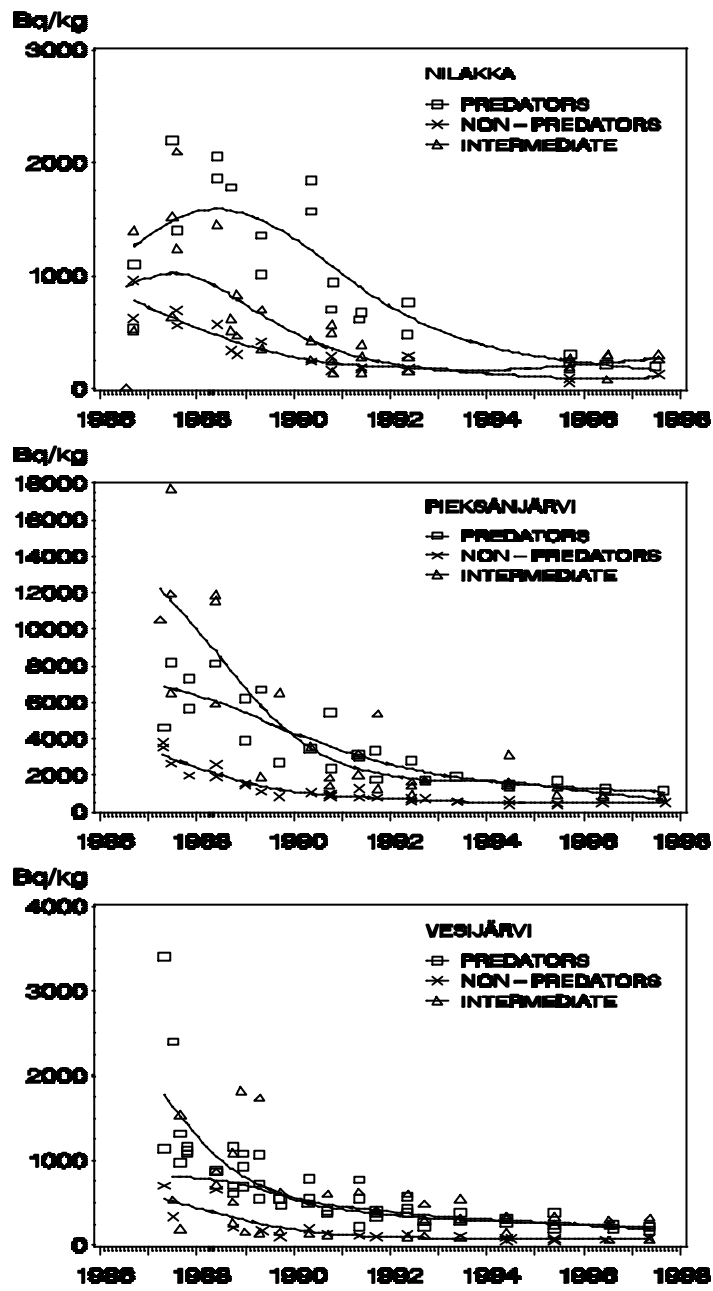 Bq/kg
3000
NILAKKA
PREDATORS
2000
NON-PREDATORS
INTERMEDIATE
1000
0
1986 1988 1990 1992 1994 1996 1998
Bq/kg
18000
PIEKSÄNJÄRVI
16000
PREDATORS
14000
NON-PREDATORS
INTERMEDIATE
12000
10000
8000
6000
4000
2000
0
1986 1988 1990 1992 1994 1996 1998
Bq/kg
4000
VESIJÄRVI
PREDATORS
3000
NON-PREDATORS
INTERMEDIATE
2000
1000
0
1986 1988 1990 1992 1994 1996 1998